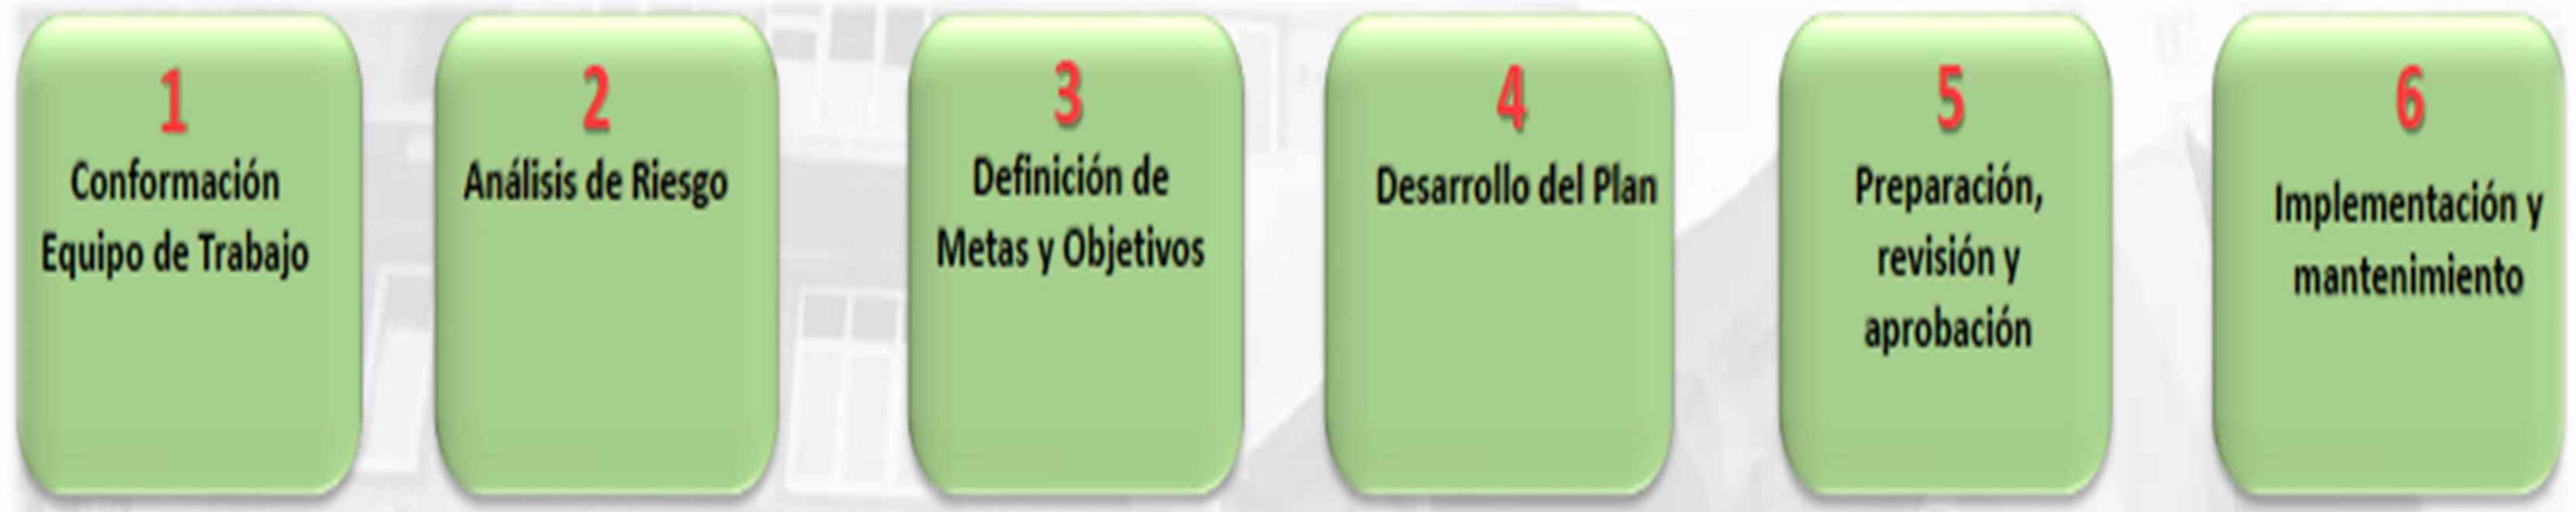 1
Conformación
Equipo de Trabajo
2
Análisis de Riesgo
3
Definición de
Metas y Objetivos
4
Desarrollo del Plan
5
Preparación,
revisión y
aprobación
6
Implementación y
mantenimiento